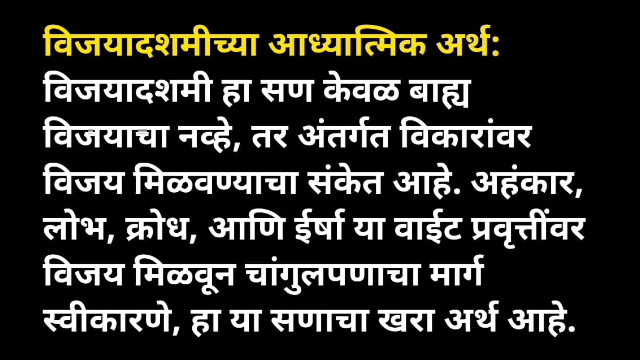 विजयादशमीच्या आध्यात्मिक अर्थ:
विजयादशमी हा सण केवळ बाह्य
विजयाचा नव्हे, तर अंतर्गत विकारांवर
विजय मिळवण्याचा संकेत आहे. अहंकार,
लोभ, क्रोध, आणि ईर्षा या वाईट प्रवृत्तींवर
विजय मिळवून चांगुलपणाचा मार्ग
स्वीकारणे, हा या सणाचा खरा अर्थ आहे.